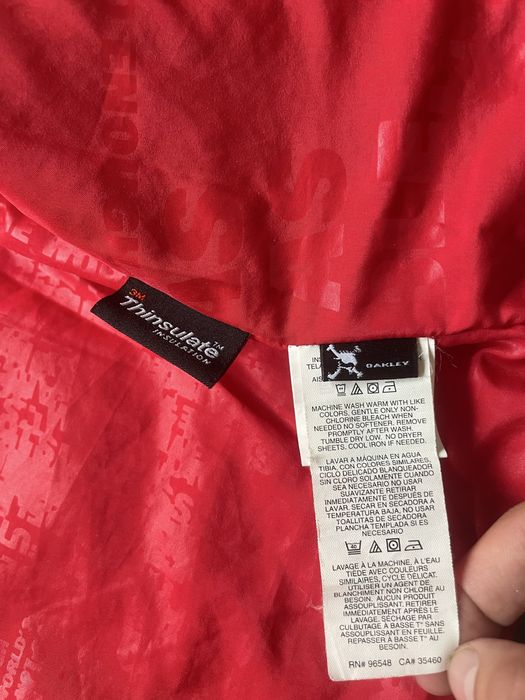 3M
Thinsulate™
INSULATION
OAKLEY
INS
TELA
MACHINE WASH WARM WITH LIKE
COLORS, GENTLE ONLY NON-
CHLORINE BLEACH WHEN
NEEDED NO SOFTENER. REMOVE
PROMPTLY AFTER WASH.
TUMBLE DRY LOW. NO DRYER
SHEETS, COOL IRON IF NEEDED.
LAVAR A MÁQUINA EN AGUA
TIBIA, CON COLORES SIMILARES,
CICLO DELICADO BLANQUEADOR
SIN CLORO SOLAMENTE CUANDO
SEA NECESARIO NO USAR
SUAVIZANTE RETIRAR
INMEDIATAMENTE DESPUÉS DE
LAVAR. SECAR EN SECADORA A
TEMPERATURA BAJA. NO USAR
TOALLITAS DE SECADORA
PLANCHA TEMPLADA SI ES
NECESARIO
LAVAGE À LA MACHINE, À L'EAU
TIÈDE AVEC COULEURS
SIMILAIRES, CYCLE DÉLICAT.
UTILISER UN AGENT DE
BLANCHIMENT NON CHLORÉ AU
BESOIN. AUCUN PRODUIT
ASSOUPLISSANT. RETIRER
IMMÉDIATEMENT APRÈS LE
LAVAGE. SÉCHAGE PAR
CULBUTAGE À BASSE T° SANS
ASSOUPLISSANT EN FEUILLE.
REPASSER À BASSE T° AU
BESOIN.
RN# 96548 CA# 35460